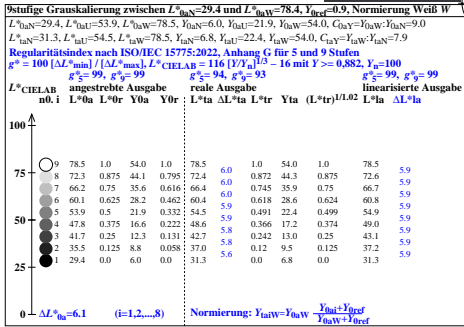 9stufige Graukalierung zwischen L*0aN=29.4 und L*0aW=78.4, Y0ref=0.9, Normierung Weiß W
L*0aN=29.4, L*0aU=53.9, L*0aW=78.5, Y0aN=6.0, Y0aU=21.9, Y0aW=54.0, C0aY=Y0aW:Y0aN=9.0
L*taN=31.3, L*taU=54.5, L*taW=78.5, YtaN=6.8, YtaU=22.4, YtaW=54.0, CtaY=YtaW:YtaN=7.9
Regularitätsindex nach ISO/IEC 15775:2022, Anhang G für 5 und 9 Stufen
g* = 100 [ΔL*min] / [ΔL*max], L*CIELAB = 116 [Y/Yn]1/3 − 16 mit Y >= 0,882, Yn=100
g*5= 99, g*9= 99 g*5= 94, g*9= 93 g*5= 99, g*9= 99
L*CIELAB angestrebte Ausgabe reale Ausgabe linearisierte Ausgabe
n0. i L*0a L*0r Y0a Y0r L*ta ΔL*ta L*tr Yta (L*tr)1/1.02 L*la ΔL*la
100
9 78.5 1.0 54.0 1.0 78.5 1.0 54.0 1.0 78.5
6.0 5.9
8 72.3 0.875 44.1 0.795 72.4 0.872 44.3 0.875 72.6
6.0 5.9
75
7 66.2 0.75 35.6 0.616 66.4 0.745 35.9 0.75 66.7
6.0 5.9
6 60.1 0.625 28.2 0.462 60.4 0.618 28.6 0.624 60.8
5.9 5.9
5 53.9 0.5 21.9 0.332 54.5 0.491 22.4 0.499 54.9
5.9 5.9
50
4 47.8 0.375 16.6 0.222 48.6 0.366 17.2 0.374 49.0
5.9 5.9
3 41.7 0.25 12.3 0.131 42.7 0.242 13.0 0.25 43.1
5.8 5.9
2 35.5 0.125 8.8 0.058 37.0 0.12 9.5 0.125 37.2
5.6 5.9
1 29.4 0.0 6.0 0.0 31.3 0.0 6.8 0.0 31.3
25
0 ΔL*0a=6.1 (i=1,2,...,8) Normierung: YtaiW=Y0aW Y0ai+Y0ref
Y0aW+Y0ref